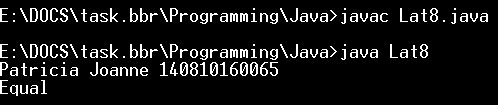 E:\DOCS\task.bbr\Programming\Java>javac Lat8.java
E:\DOCS\task.bbr\Programming\Java>java Lat8
Patricia Joanne 140810160065
Equal